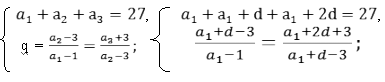 { a₁ + a₂ + a₃ = 27, { a₁ + a₁ + d + a₁ + 2d = 27,
q = (a₂−3)/(a₁−1) = (a₃+3)/(a₂−3); (a₁+d−3)/(a₁−1) = (a₁+2d+3)/(a₁+d−3);